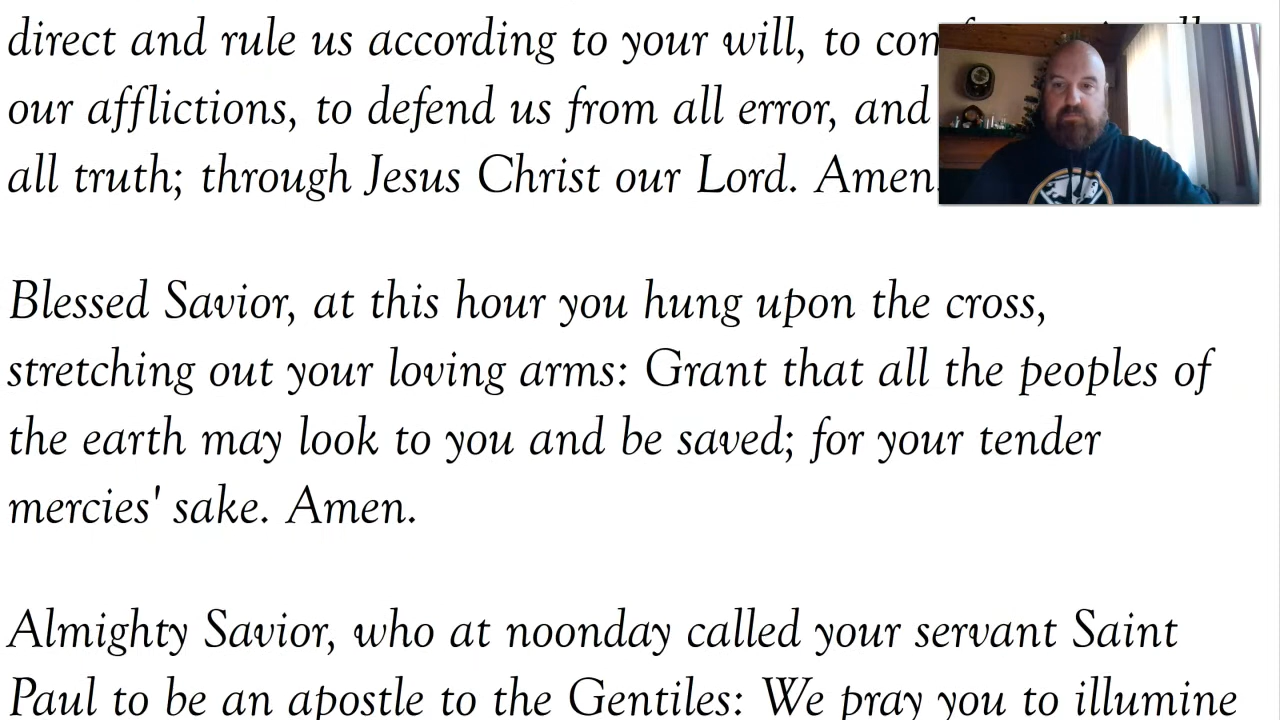 direct and rule us according to your will, to
our afflictions, to defend us from all error, and
all truth; through Jesus Christ our Lord. Amen.
Blessed Savior, at this hour you hung upon the cross,
stretching out your loving arms: Grant that all the peoples of
the earth may look to you and be saved; for your tender
mercies' sake. Amen.
Almighty Savior, who at noonday called your servant Saint
Paul to be an apostle to the Gentiles: We pray you to illumine